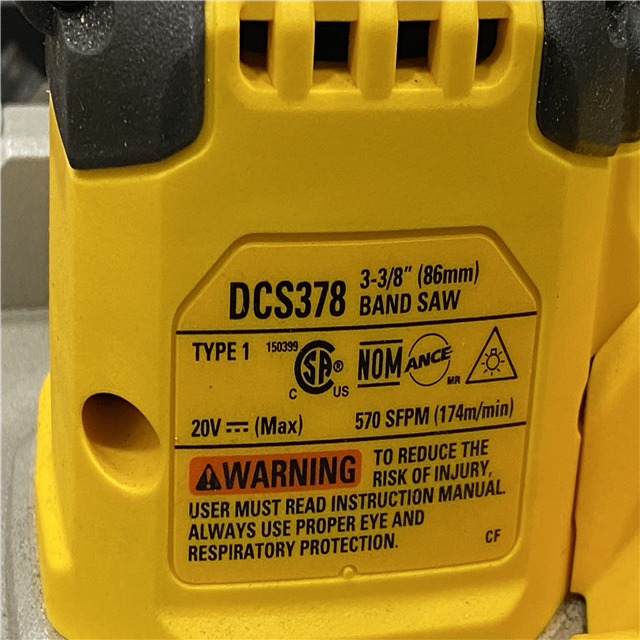 DCS378 3-3/8" (86mm)
BAND SAW
TYPE 1 150399 C SA® US NOM ANCE MR
20V ⎓ (Max) 570 SFPM (174m/min)
⚠WARNING TO REDUCE THE
RISK OF INJURY,
USER MUST READ INSTRUCTION MANUAL.
ALWAYS USE PROPER EYE AND
RESPIRATORY PROTECTION.
CF